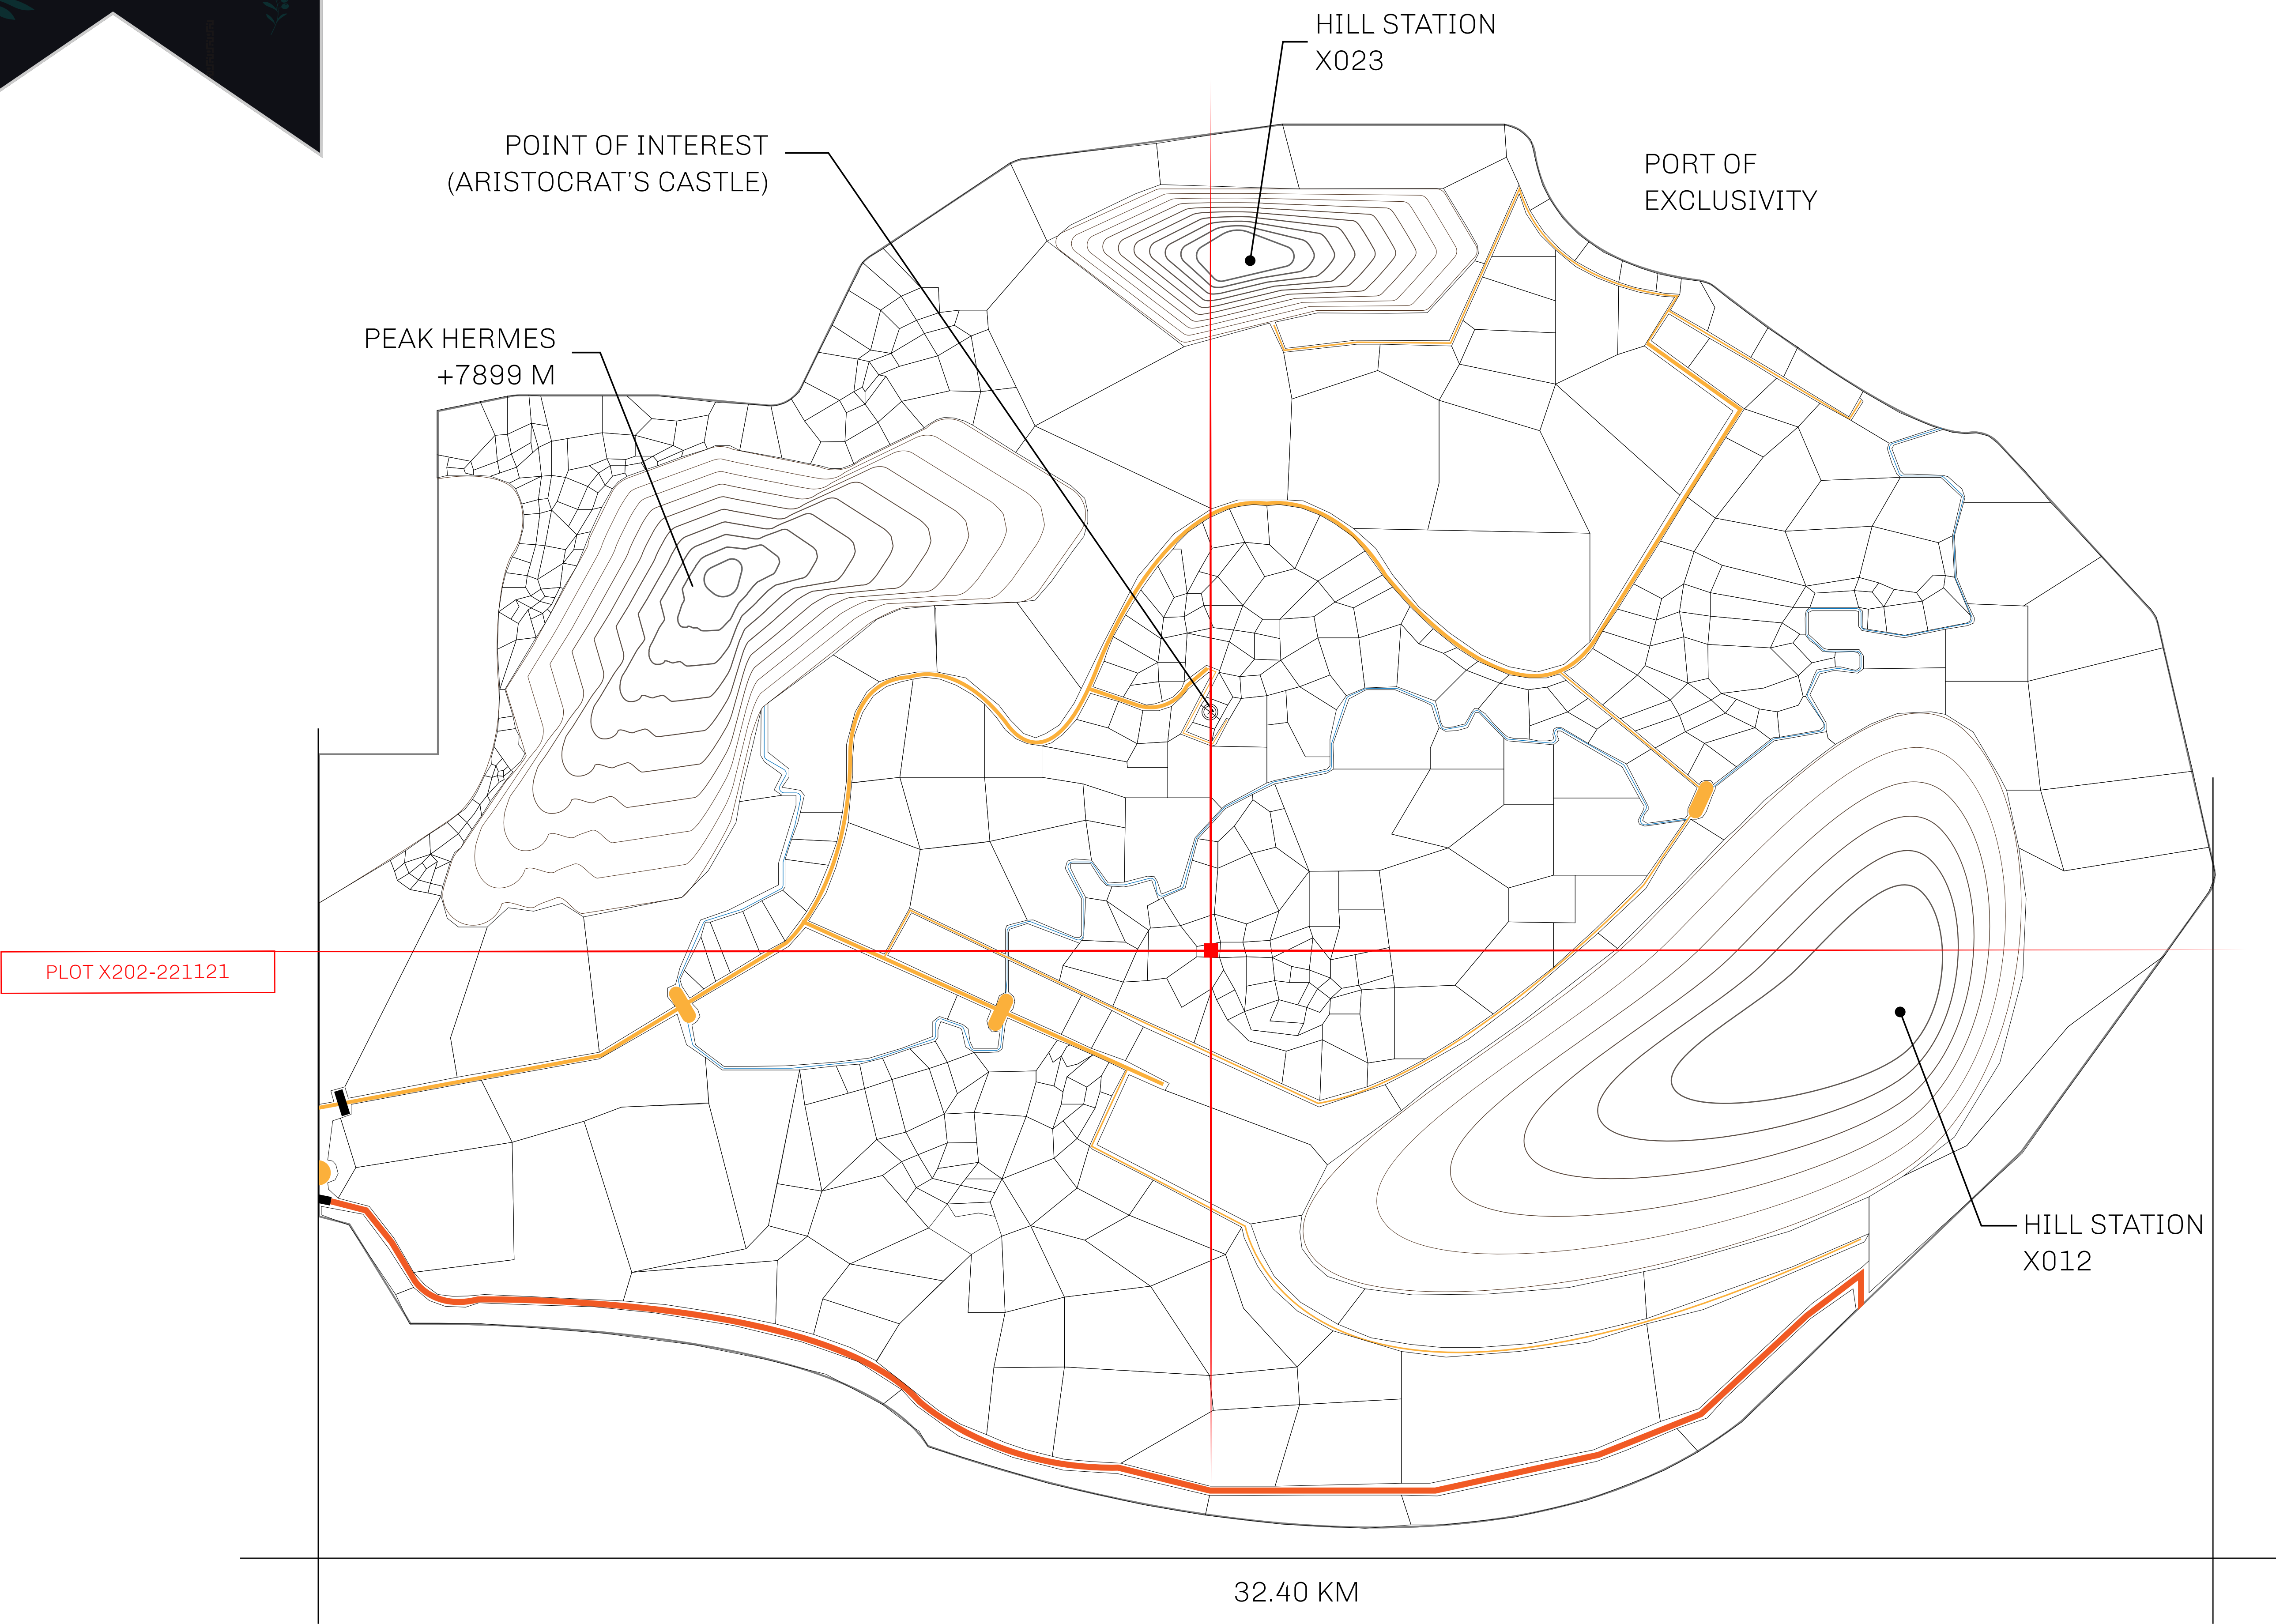 HILL STATION
X023
POINT OF INTEREST
(ARISTOCRAT'S CASTLE)
PORT OF
EXCLUSIVITY
PEAK HERMES
+7899 M
PLOT X202-221121
HILL STATION
X012
32.40 KM